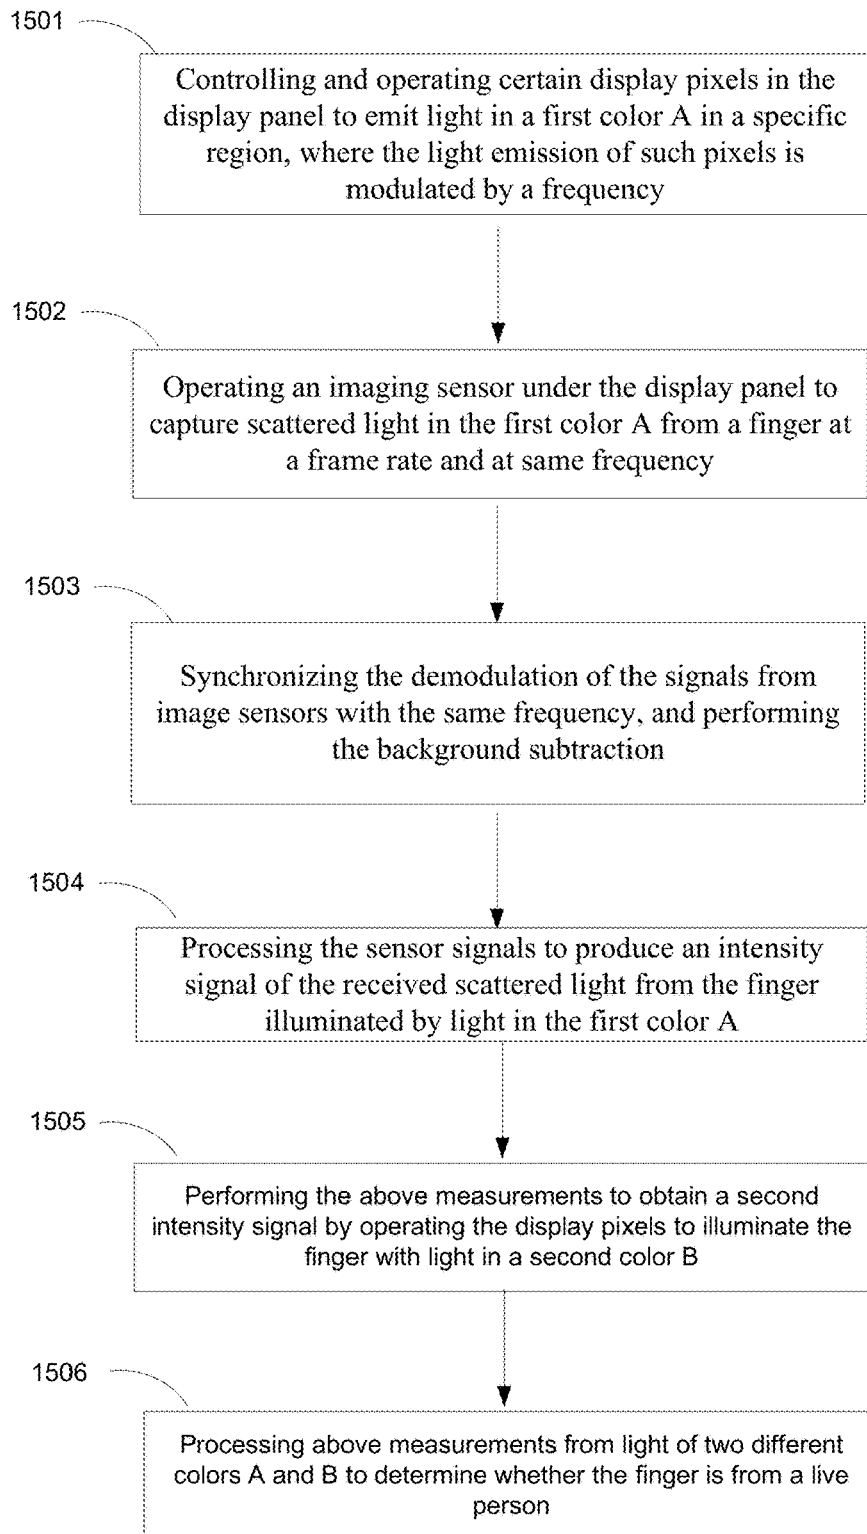 1501
Controlling and operating certain display pixels in the
display panel to emit light in a first color A in a specific
region, where the light emission of such pixels is
modulated by a frequency
1502
Operating an imaging sensor under the display panel to
capture scattered light in the first color A from a finger at
a frame rate and at same frequency
1503
Synchronizing the demodulation of the signals from
image sensors with the same frequency, and performing
the background subtraction
1504
Processing the sensor signals to produce an intensity
signal of the received scattered light from the finger
illuminated by light in the first color A
1505
Performing the above measurements to obtain a second
intensity signal by operating the display pixels to illuminate the
finger with light in a second color B
1506
Processing above measurements from light of two different
colors A and B to determine whether the finger is from a live
person